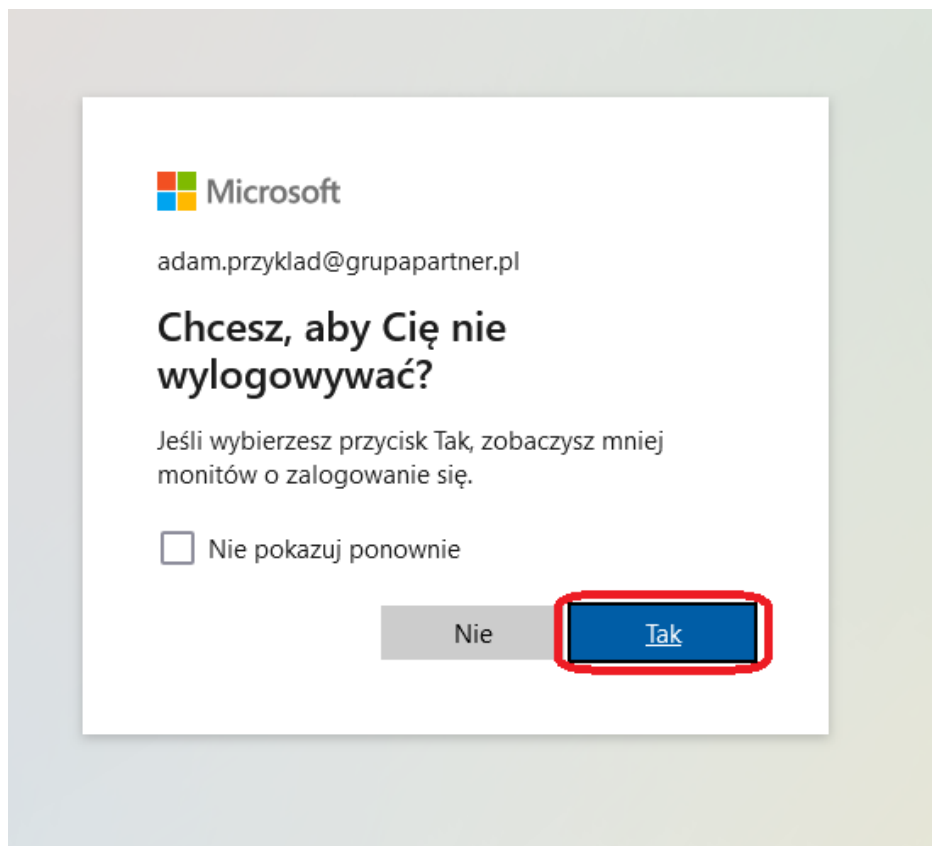 Microsoft
adam.przyklad@grupapartner.pl
Chcesz, aby Cię nie
wylogowywać?
Jeśli wybierzesz przycisk Tak, zobaczysz mniej
monitów o zalogowanie się.
Nie pokazuj ponownie
Nie Tak